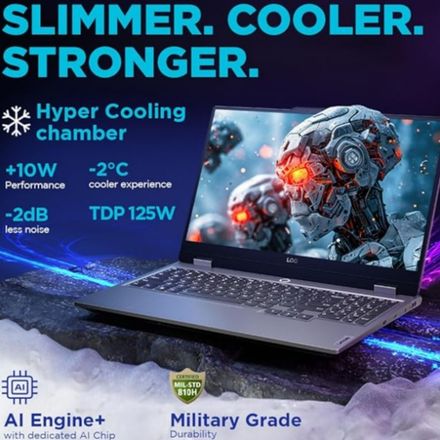 SLIMMER. COOLER.
STRONGER.
Hyper Cooling
chamber
+10W
Performance
-2°C
cooler experience
-2dB
less noise
TDP 125W
LOQ
AI
AI Engine+
with dedicated AI Chip
CERTIFIED
MIL-STD
810H
Military Grade
Durability